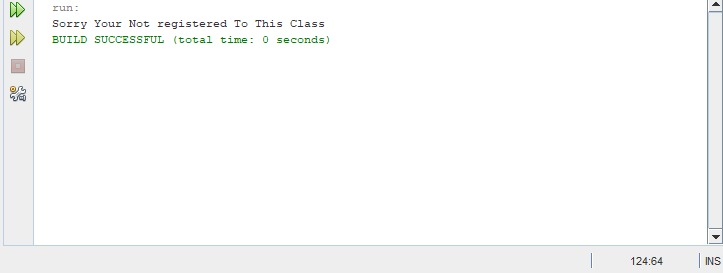 run:
Sorry Your Not registered To This Class
BUILD SUCCESSFUL (total time: 0 seconds)
124:64
INS